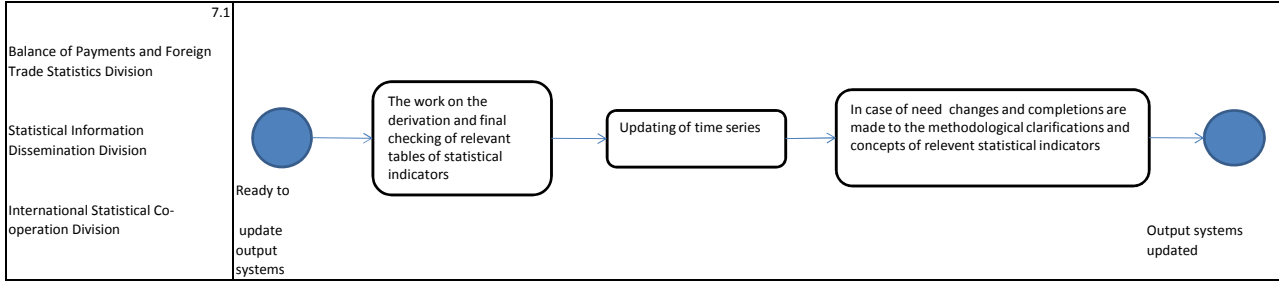 7.1
Balance of Payments and Foreign
Trade Statistics Division
Statistical Information
Dissemination Division
International Statistical Co-
operation Division
Ready to
update
output
systems
The work on the
derivation and final
checking of relevant
tables of statistical
indicators
Updating of time series
In case of need  changes and completions are
made to the methodological clarifications and
concepts of relevent statistical indicators
Output systems
updated